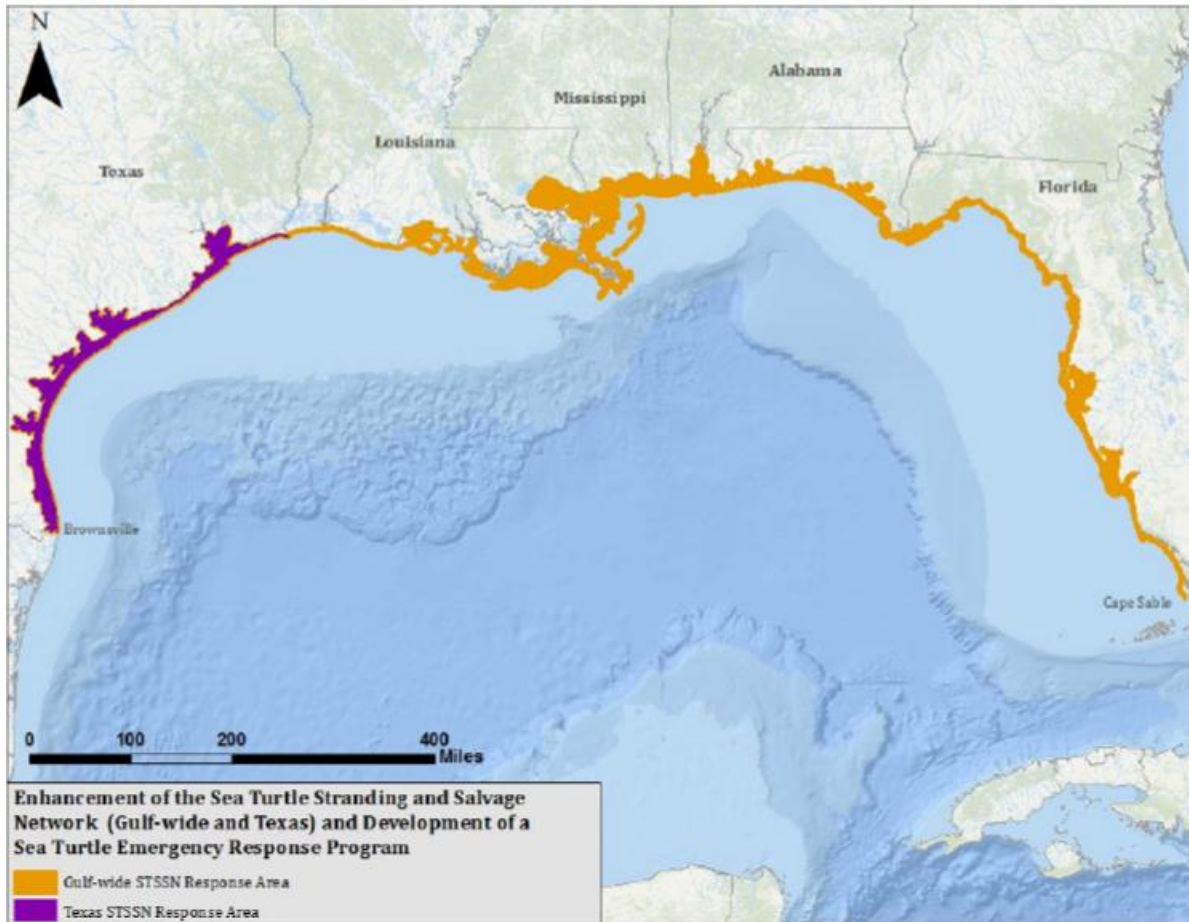 N
Alabama
Mississippi
Louisiana
Texas
Florida
Brownsville
Cape Sable
0 100 200 400
Miles
Enhancement of the Sea Turtle Stranding and Salvage
Network (Gulf-wide and Texas) and Development of a
Sea Turtle Emergency Response Program
Gulf-wide STSSN Response Area
Texas STSSN Response Area